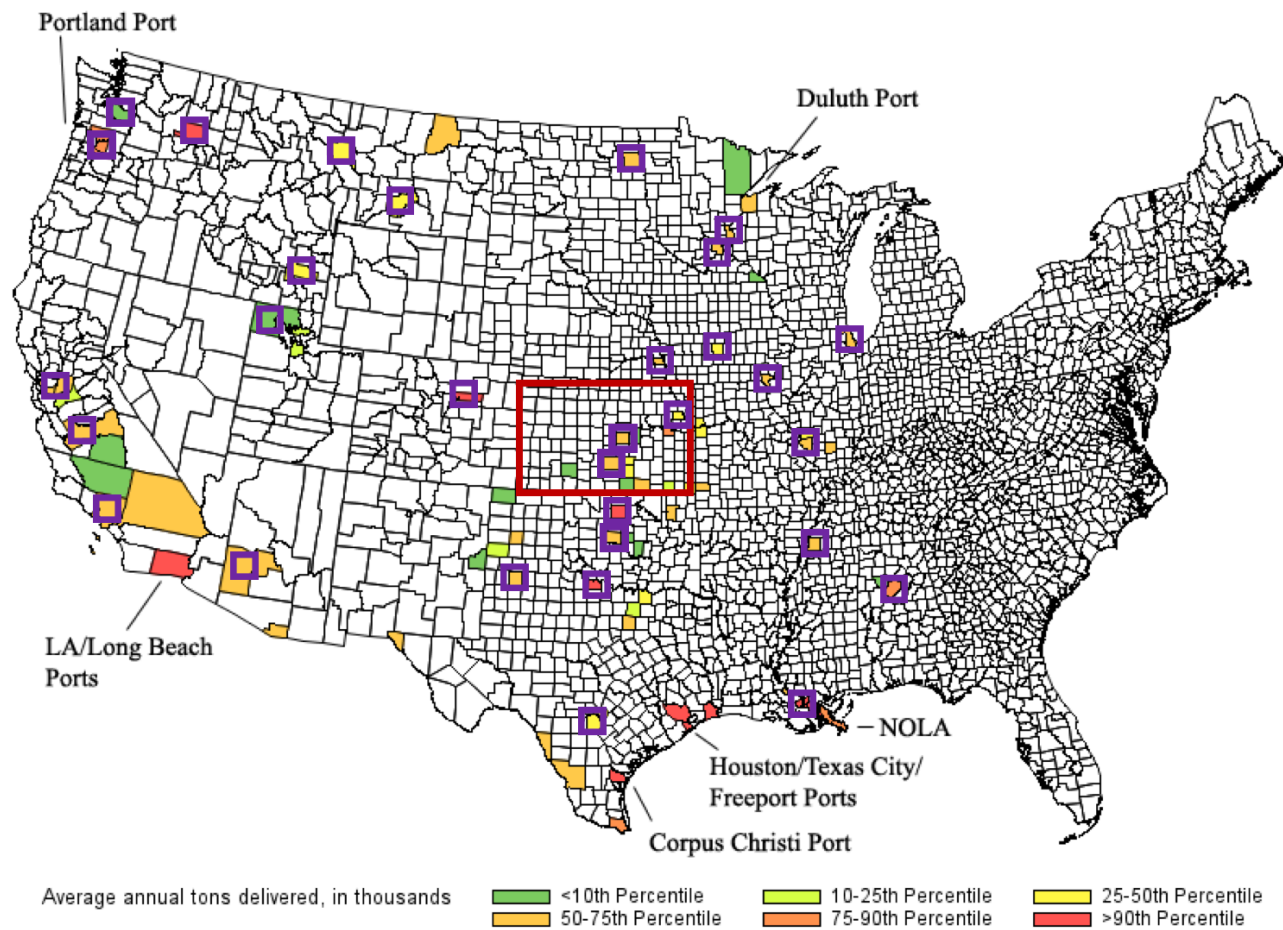 Portland Port
Duluth Port
LA/Long Beach
Ports
NOLA
Houston/Texas City/
Freeport Ports
Corpus Christi Port
Average annual tons delivered, in thousands
<10th Percentile
10-25th Percentile
25-50th Percentile
50-75th Percentile
75-90th Percentile
>90th Percentile